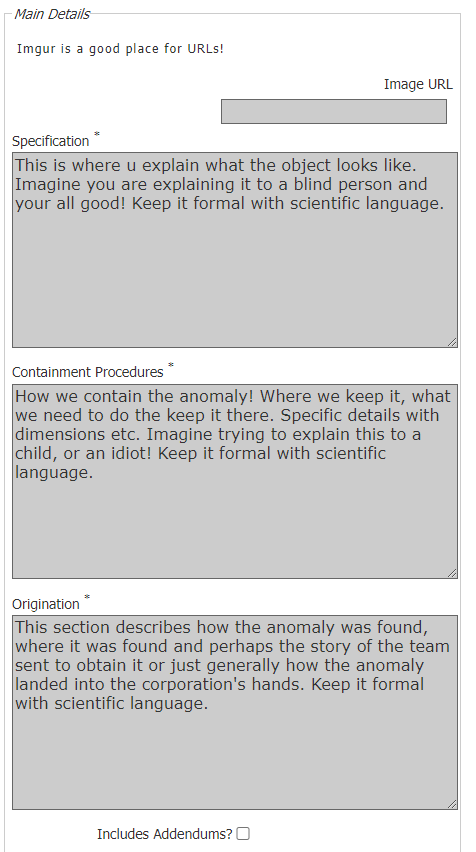 Main Details
Imgur is a good place for URLs!
Image URL
Specification *
This is where u explain what the object looks like.
Imagine you are explaining it to a blind person and
your all good! Keep it formal with scientific language.
Containment Procedures *
How we contain the anomaly! Where we keep it, what
we need to do the keep it there. Specific details with
dimensions etc. Imagine trying to explain this to a
child, or an idiot! Keep it formal with scientific
language.
Origination *
This section describes how the anomaly was found,
where it was found and perhaps the story of the team
sent to obtain it or just generally how the anomaly
landed into the corporation's hands. Keep it formal
with scientific language.
Includes Addendums?